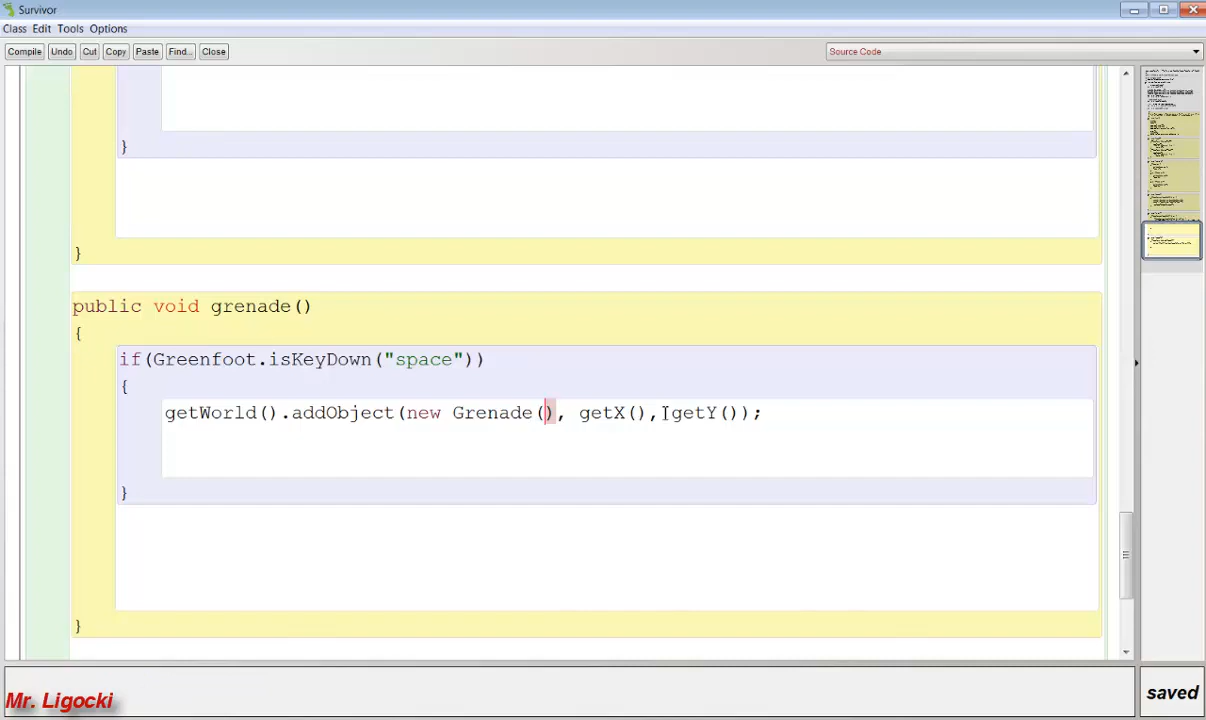 Survivor
Class Edit Tools Options
Compile Undo Cut Copy Paste Find... Close Source Code
}
}
public void grenade()
{
if(Greenfoot.isKeyDown("space"))
{
getWorld().addObject(new Grenade(), getX(), getY());
}
}
Mr. Ligocki
saved